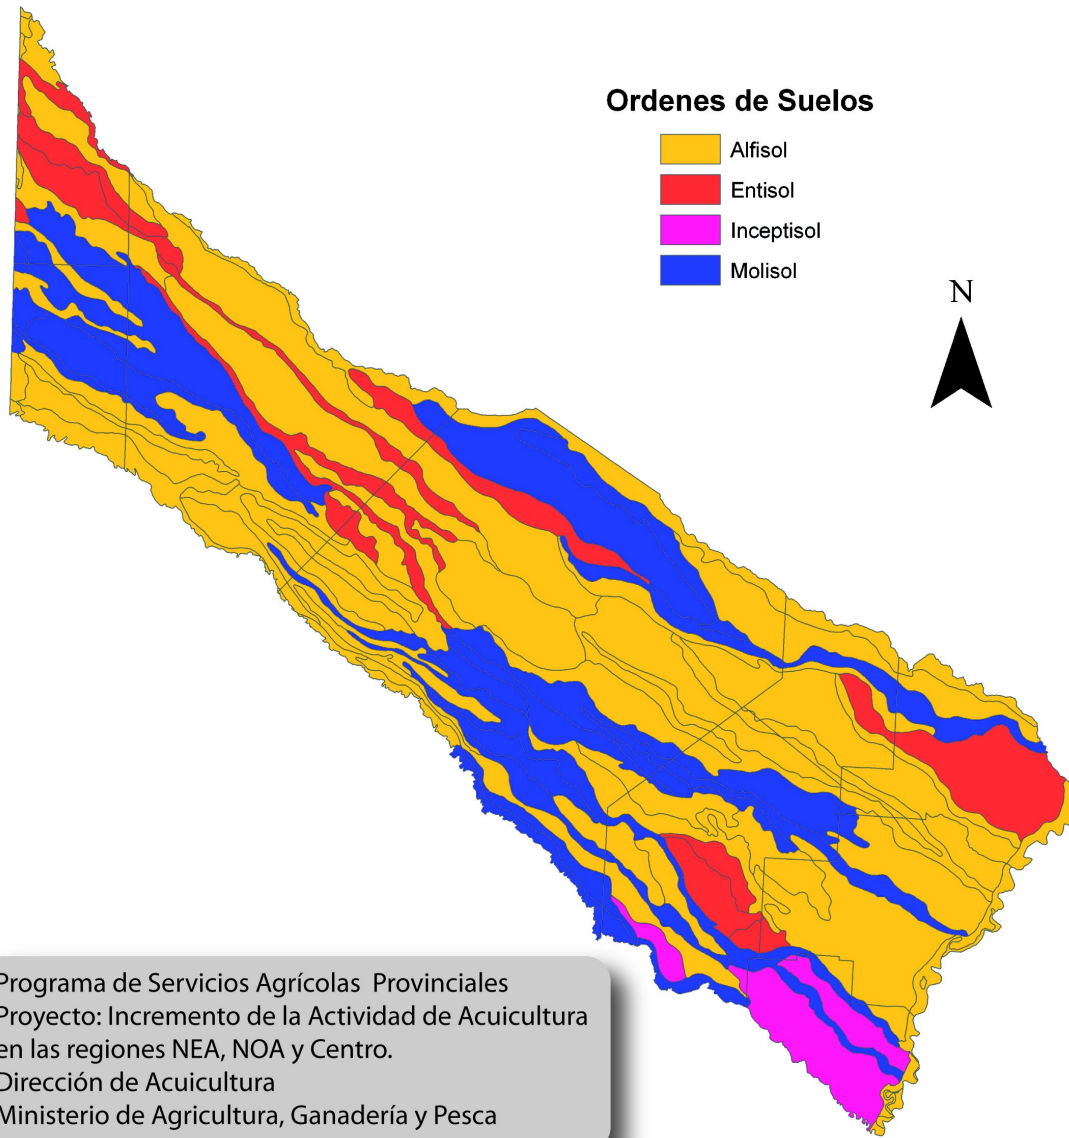 Ordenes de Suelos
Alfisol
Entisol
Inceptisol
Molisol
N
Programa de Servicios Agrícolas Provinciales
Proyecto: Incremento de la Actividad de Acuicultura
en las regiones NEA, NOA y Centro.
Dirección de Acuicultura
Ministerio de Agricultura, Ganadería y Pesca